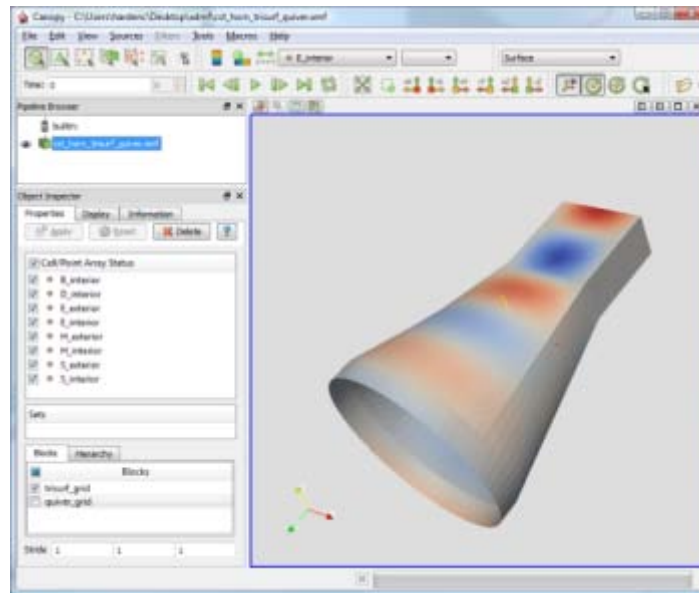 Canopy - C:\Users\hardenc\Desktop\xdmf\cst_horn_trisurf_quiver.xmf
File Edit View Sources Filters Tools Macros Help
E_interior
Surface
Time: 0
Pipeline Browser
builtin:
cst_horn_trisurf_quiver.xmf
Object Inspector
Properties Display Information
Apply Reset Delete ?
Cell/Point Array Status
B_interior
D_interior
E_exterior
E_interior
H_exterior
H_interior
S_exterior
S_interior
Sets
Blocks Hierarchy
Blocks
trisurf_grid
quiver_grid
Stride 1 1 1